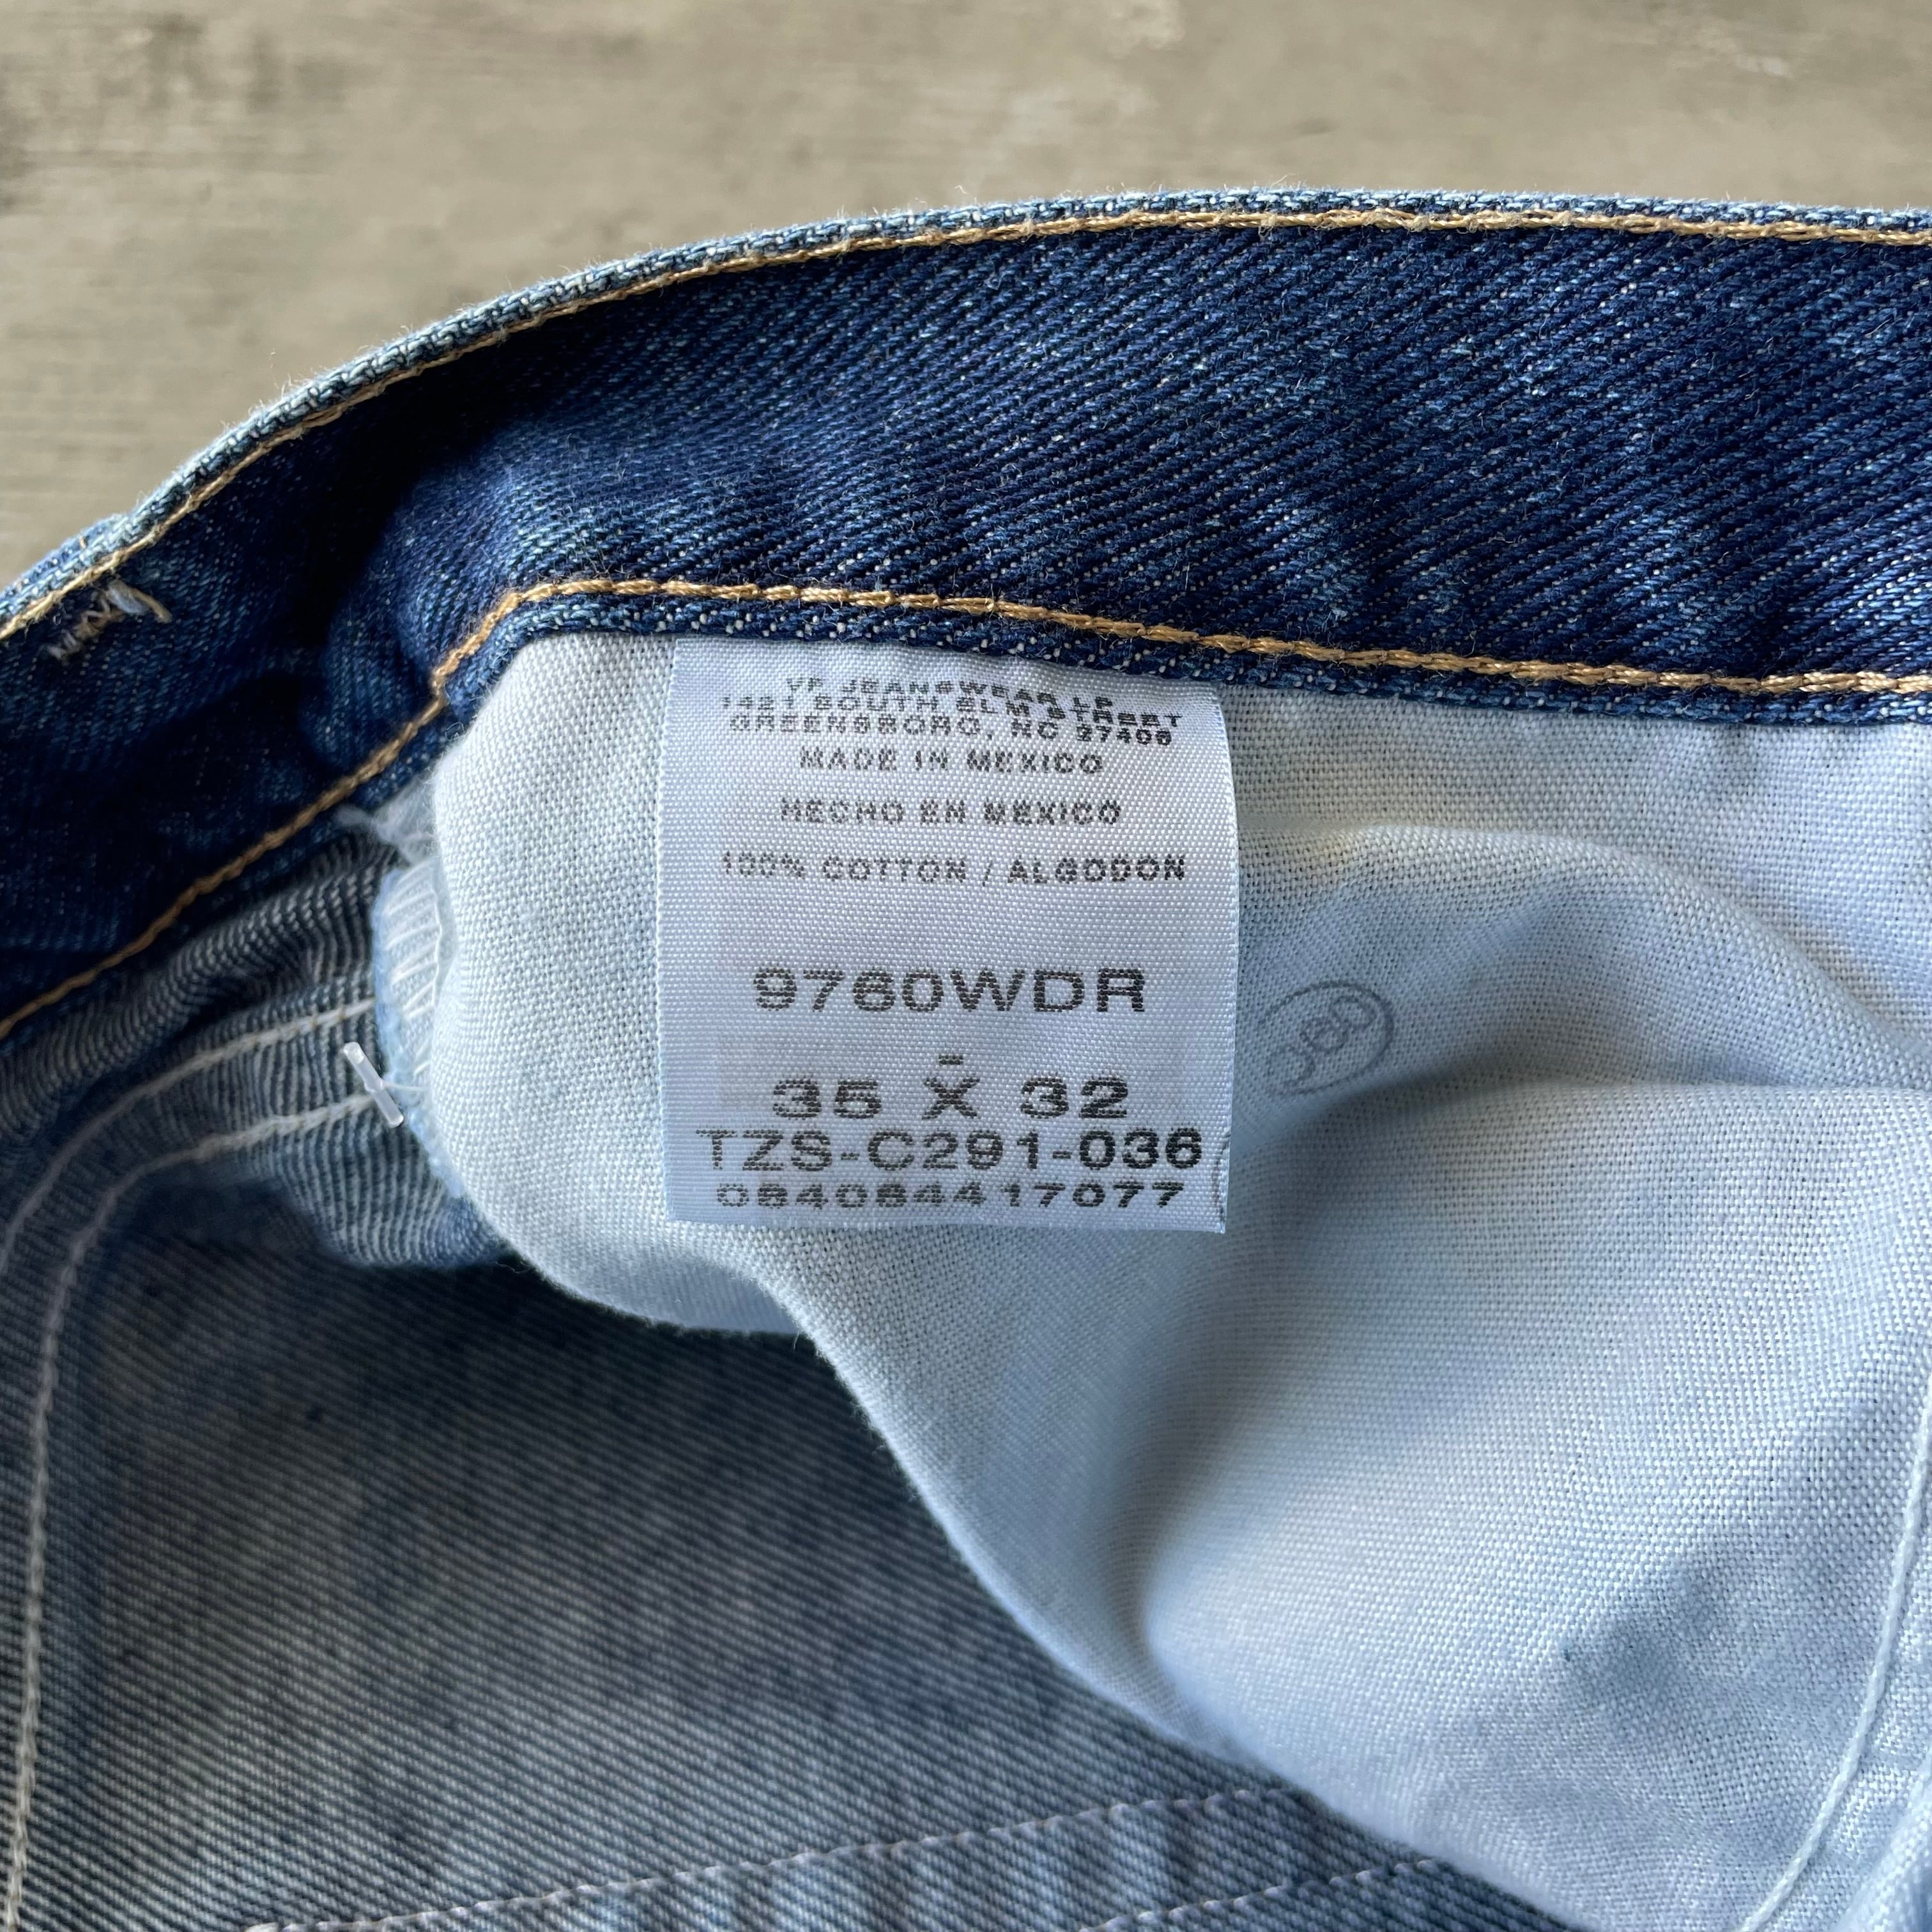 VF JEANSWEAR LP
1421 SOUTH ELM STREET
GREENSBORO, NC 27406
MADE IN MEXICO
HECHO EN MEXICO
100% COTTON / ALGODON
9760WDR
-
35 X 32
TZS-C291-036
084084417077